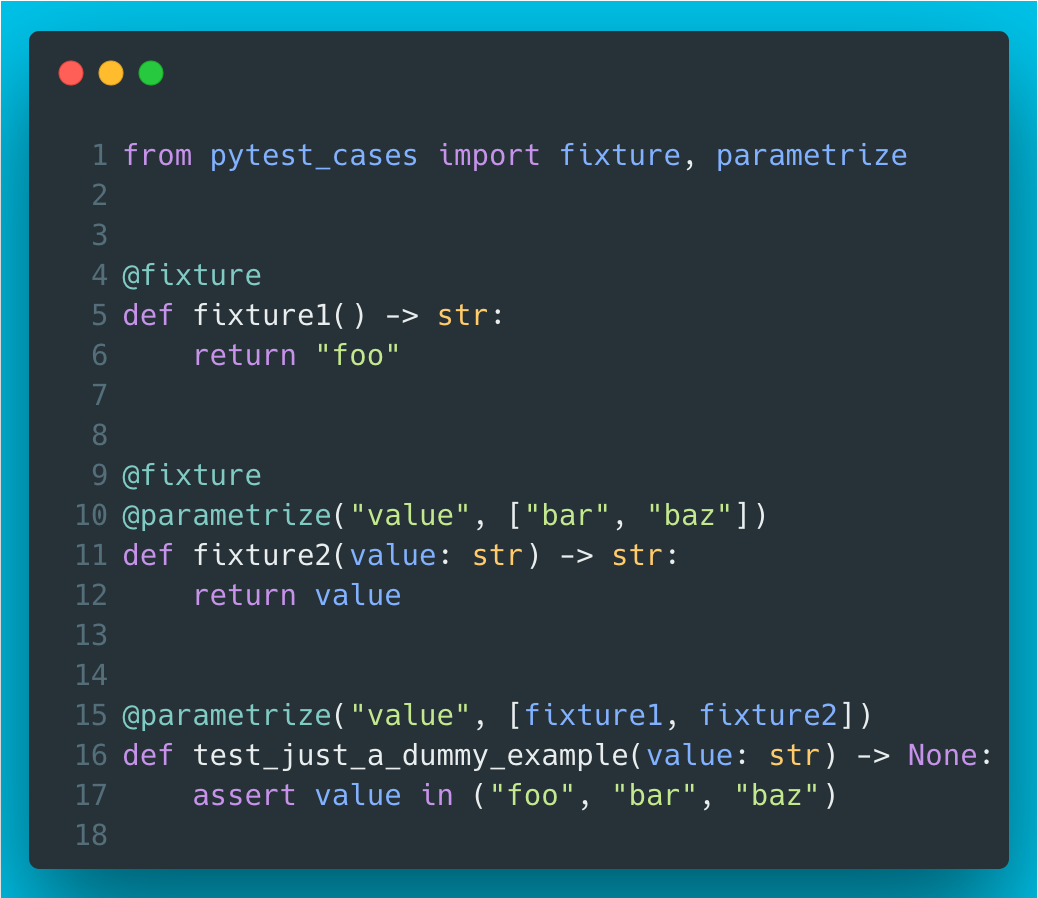 1 from pytest_cases import fixture, parametrize
2
3
4 @fixture
5 def fixture1() -> str:
6     return "foo"
7
8
9 @fixture
10 @parametrize("value", ["bar", "baz"])
11 def fixture2(value: str) -> str:
12     return value
13
14
15 @parametrize("value", [fixture1, fixture2])
16 def test_just_a_dummy_example(value: str) -> None:
17     assert value in ("foo", "bar", "baz")
18